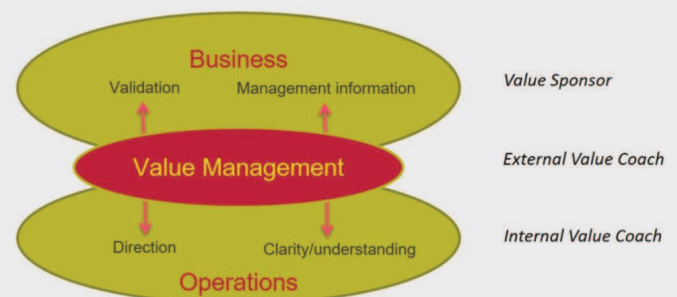 Business
Validation Management information
Value Sponsor
Value Management
External Value Coach
Direction Clarity/understanding
Internal Value Coach
Operations